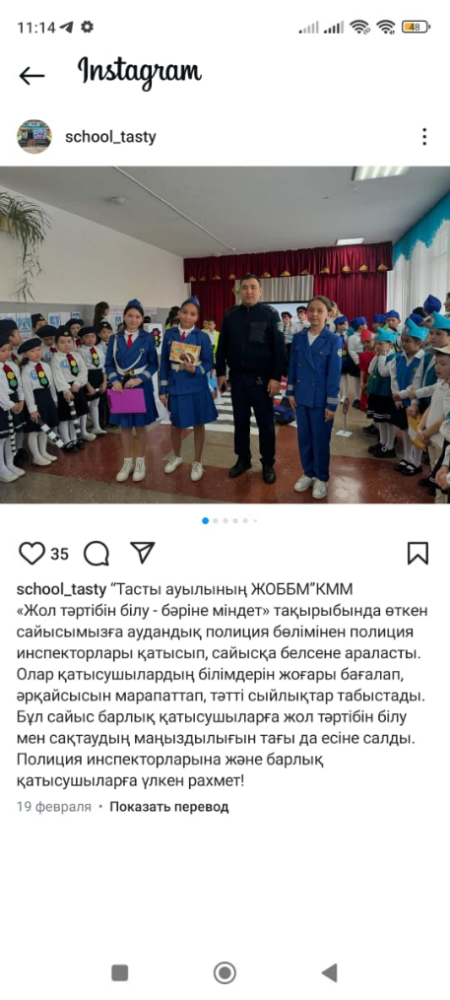 11:14
48
Instagram
school_tasty
35
school_tasty “Тасты ауылының ЖОББМ”КММ
«Жол тәртібін білу - бәріне міндет» тақырыбында өткен
сайысымызға аудандық полиция бөлімінен полиция
инспекторлары қатысып, сайысқа белсене араласты.
Олар қатысушылардың білімдерін жоғары бағалап,
әрқайсысын марапаттап, тәтті сыйлықтар табыстады.
Бұл сайыс барлық қатысушыларға жол тәртібін білу
мен сақтаудың маңыздылығын тағы да есіне салды.
Полиция инспекторларына және барлық
қатысушыларға үлкен рахмет!
19 февраля • Показать перевод